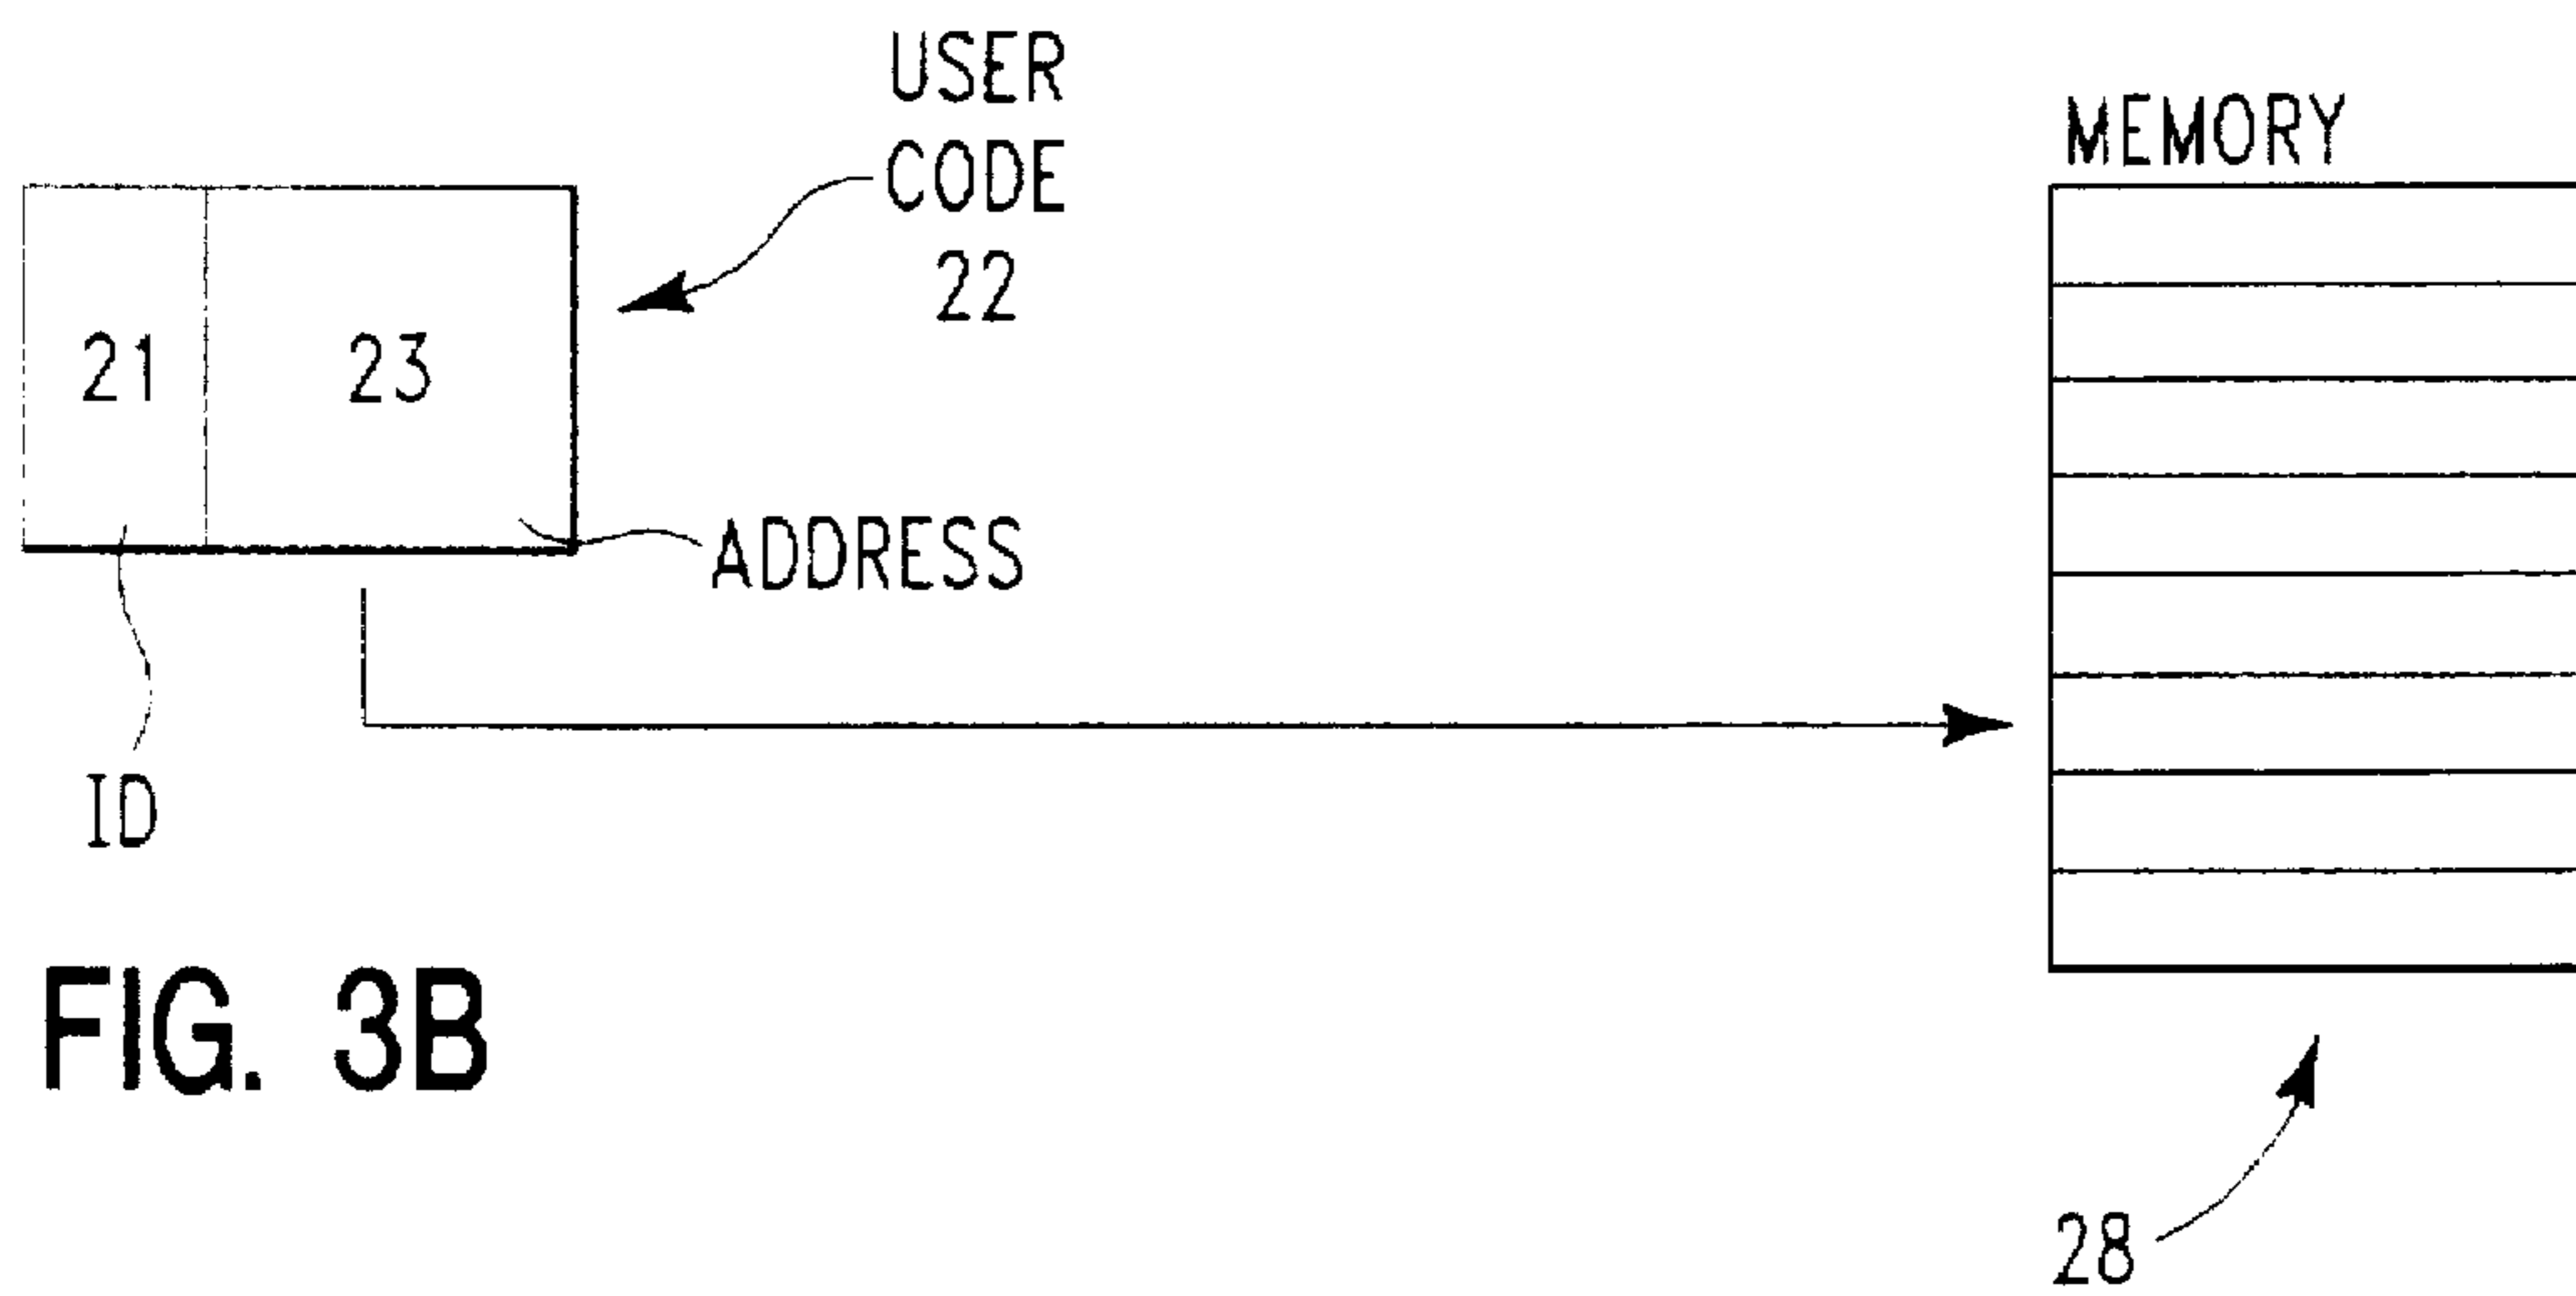 USER
CODE
22
MEMORY
21
23
ADDRESS
ID
FIG. 3B
28